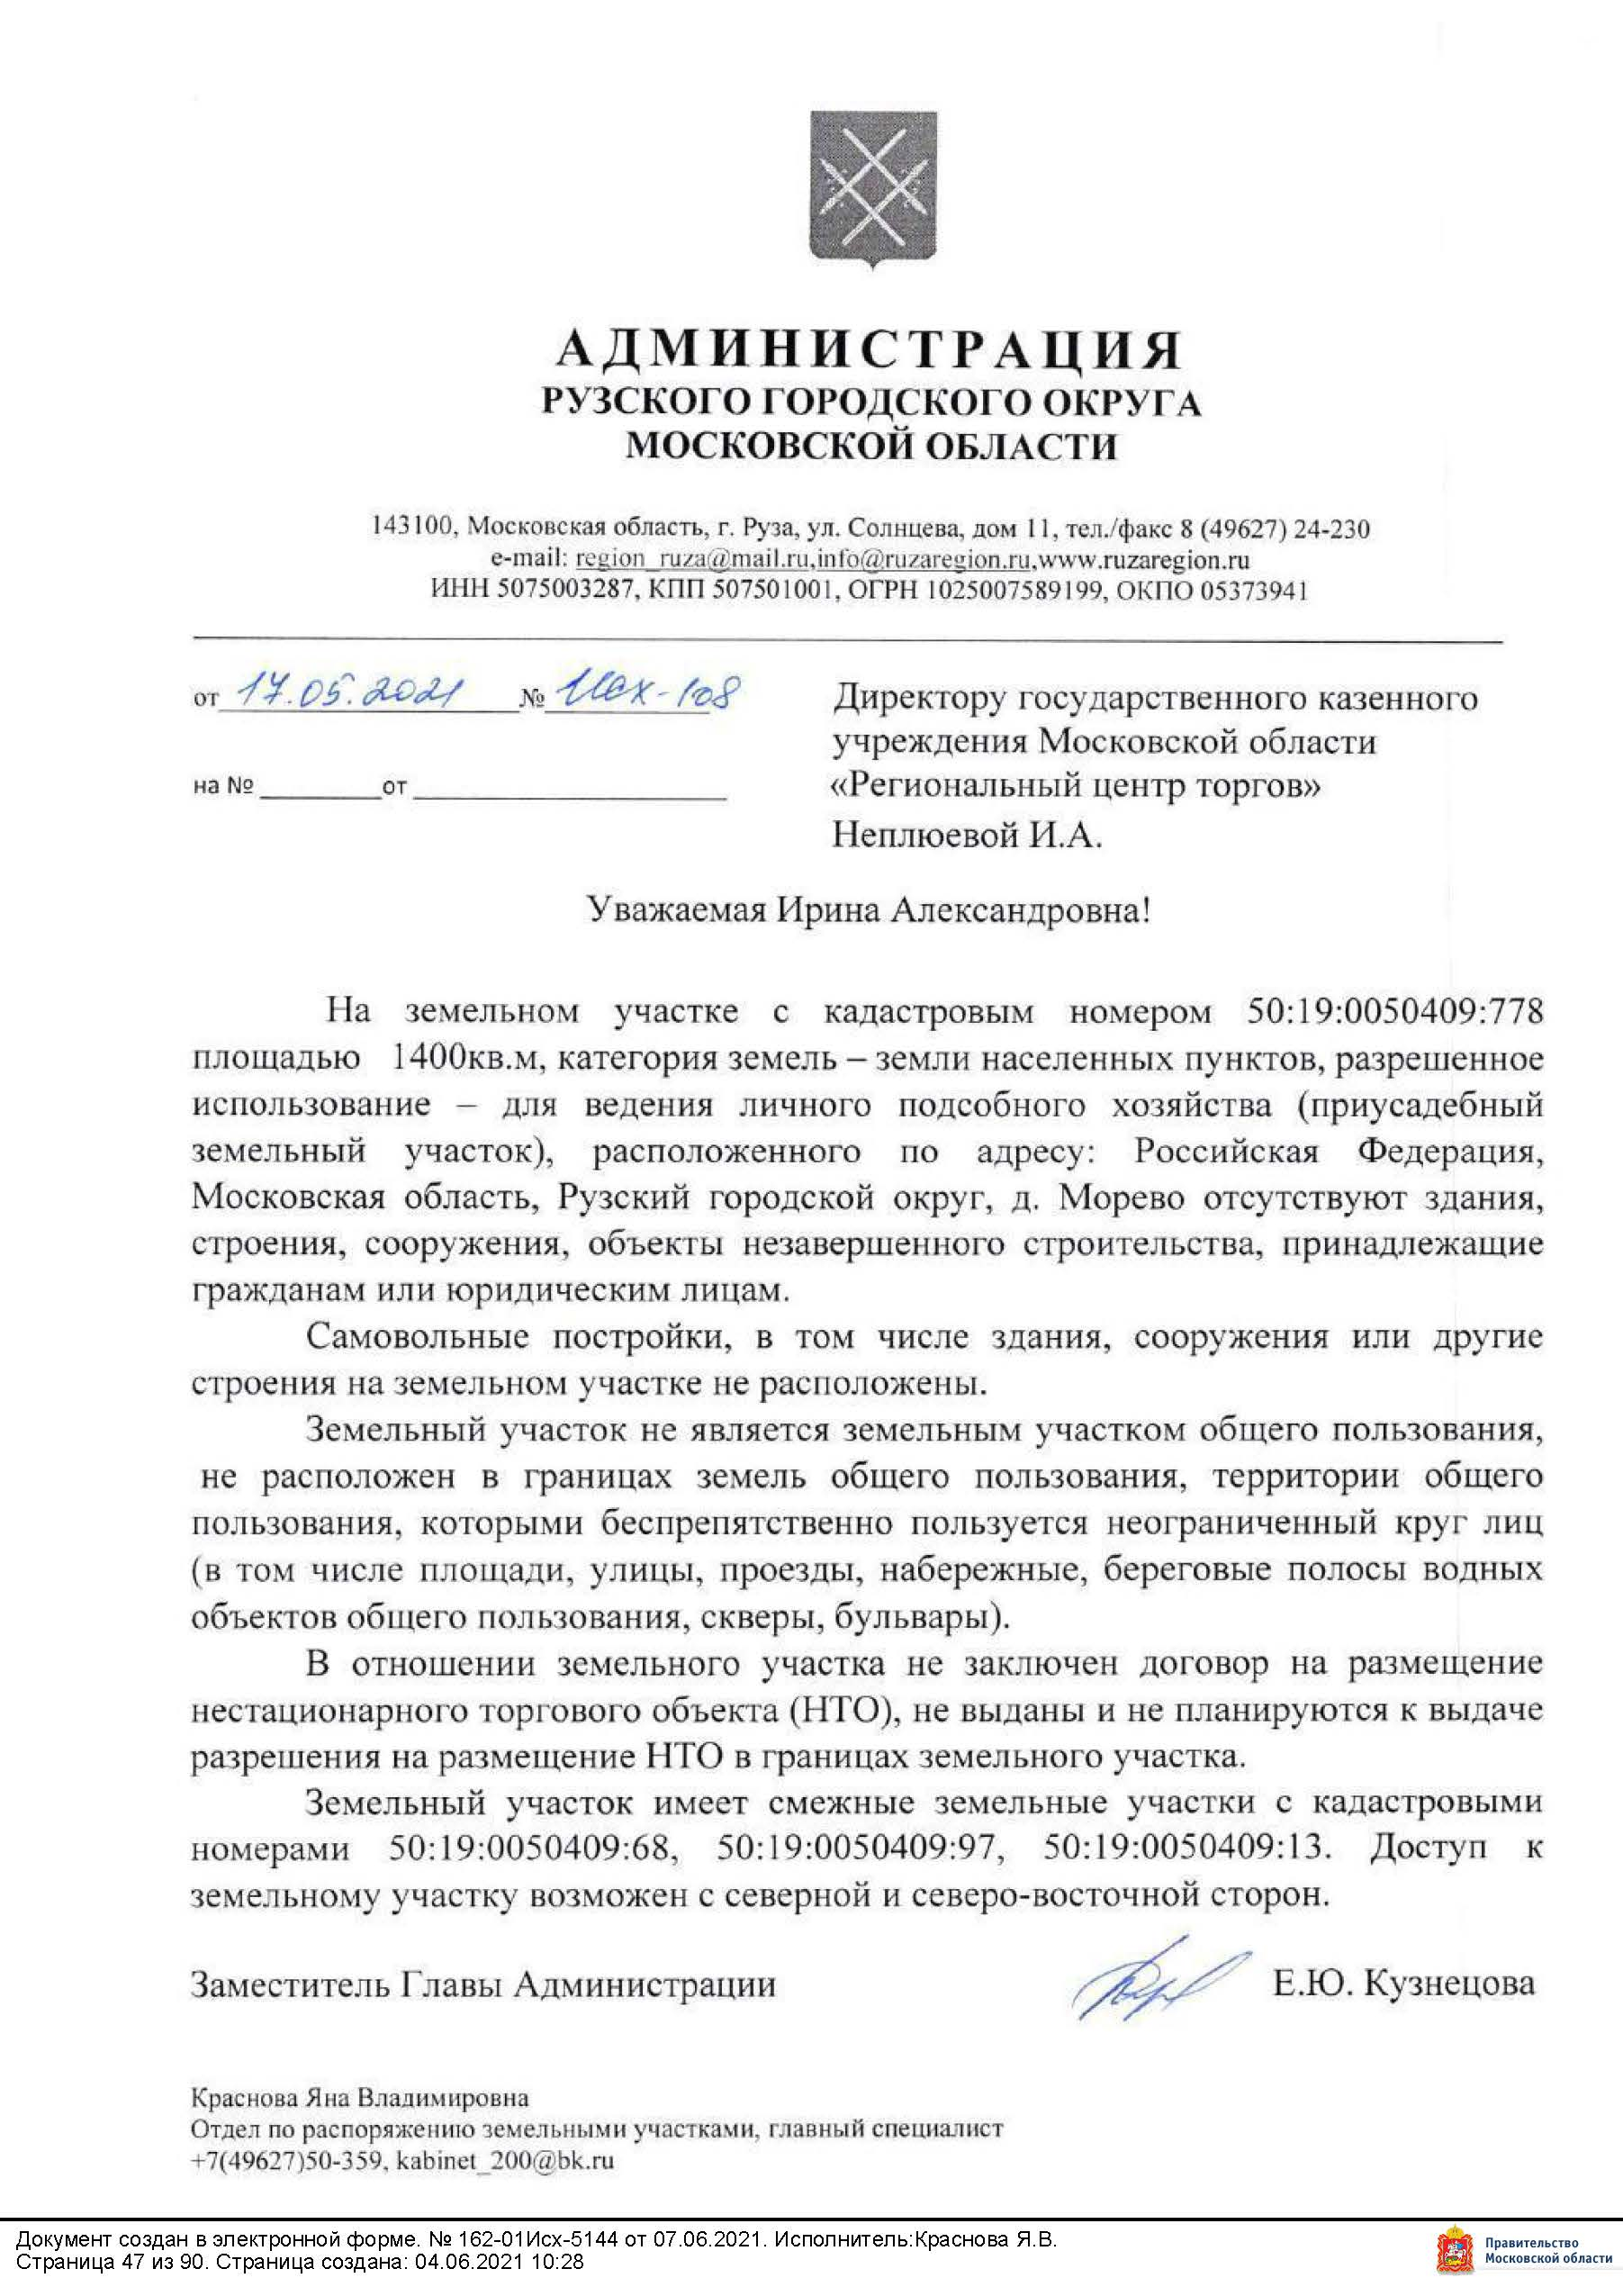 АДМИНИСТРАЦИЯ
РУЗСКОГО ГОРОДСКОГО ОКРУГА
МОСКОВСКОЙ ОБЛАСТИ
143100, Московская область, г. Руза, ул. Солнцева, дом 11, тел./факс 8 (49627) 24-230
e-mail: region_ruza@mail.ru,info@ruzaregion.ru,www.ruzaregion.ru
ИНН 5075003287, КПП 507501001, ОГРН 1025007589199, ОКПО 05373941
от 17.05.2021 № Исх-108
на № ________от ____________________
Директору государственного казенного
учреждения Московской области
«Региональный центр торгов»
Неплюевой И.А.
Уважаемая Ирина Александровна!
На земельном участке с кадастровым номером 50:19:0050409:778
площадью 1400кв.м, категория земель – земли населенных пунктов, разрешенное
использование – для ведения личного подсобного хозяйства (приусадебный
земельный участок), расположенного по адресу: Российская Федерация,
Московская область, Рузский городской округ, д. Морево отсутствуют здания,
строения, сооружения, объекты незавершенного строительства, принадлежащие
гражданам или юридическим лицам.
Самовольные постройки, в том числе здания, сооружения или другие
строения на земельном участке не расположены.
Земельный участок не является земельным участком общего пользования,
не расположен в границах земель общего пользования, территории общего
пользования, которыми беспрепятственно пользуется неограниченный круг лиц
(в том числе площади, улицы, проезды, набережные, береговые полосы водных
объектов общего пользования, скверы, бульвары).
В отношении земельного участка не заключен договор на размещение
нестационарного торгового объекта (НТО), не выданы и не планируются к выдаче
разрешения на размещение НТО в границах земельного участка.
Земельный участок имеет смежные земельные участки с кадастровыми
номерами 50:19:0050409:68, 50:19:0050409:97, 50:19:0050409:13. Доступ к
земельному участку возможен с северной и северо-восточной сторон.
Заместитель Главы Администрации Е.Ю. Кузнецова
Краснова Яна Владимировна
Отдел по распоряжению земельными участками, главный специалист
+7(49627)50-359, kabinet_200@bk.ru
Документ создан в электронной форме. № 162-01Исх-5144 от 07.06.2021. Исполнитель:Краснова Я.В.
Страница 47 из 90. Страница создана: 04.06.2021 10:28
Правительство
Московской области